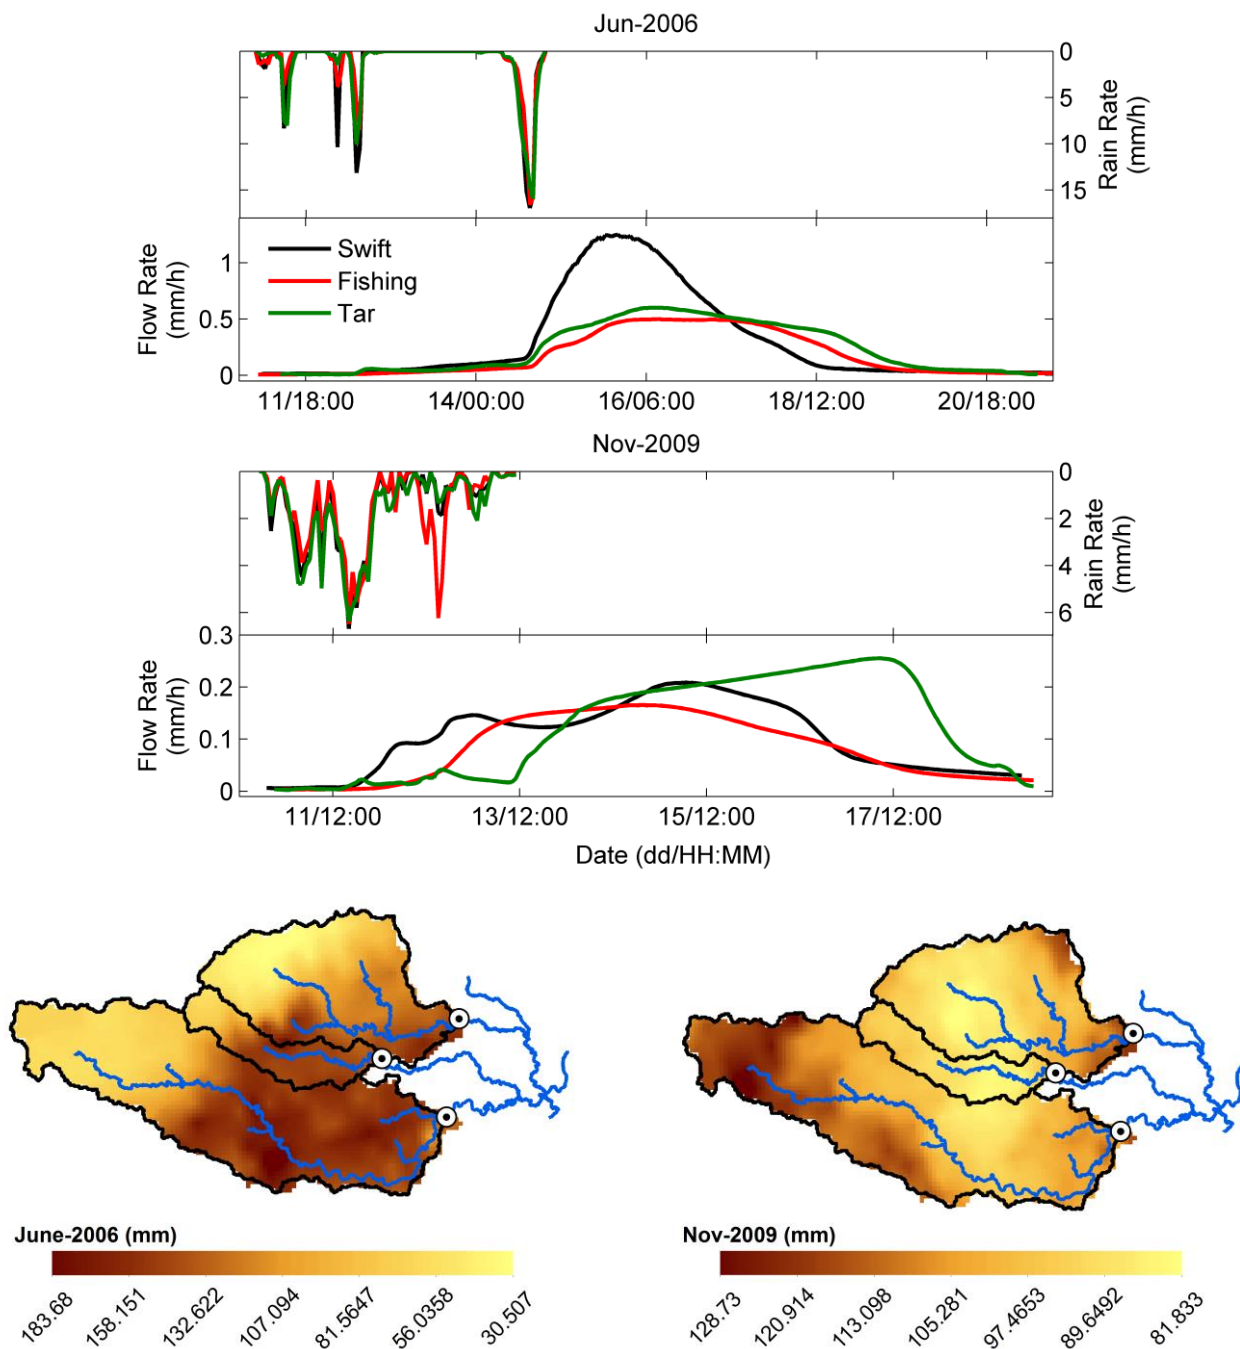 Jun-2006
0
5
10
15
Rain Rate
(mm/h)
Flow Rate
(mm/h)
1
0.5
0
Swift
Fishing
Tar
11/18:00 14/00:00 16/06:00 18/12:00 20/18:00
Nov-2009
0
2
4
6
Rain Rate
(mm/h)
Flow Rate
(mm/h)
0.3
0.2
0.1
0
11/12:00 13/12:00 15/12:00 17/12:00
Date (dd/HH:MM)
June-2006 (mm)
183.68 158.151 132.622 107.094 81.5647 56.0358 30.507
Nov-2009 (mm)
128.73 120.914 113.098 105.281 97.4653 89.6492 81.833